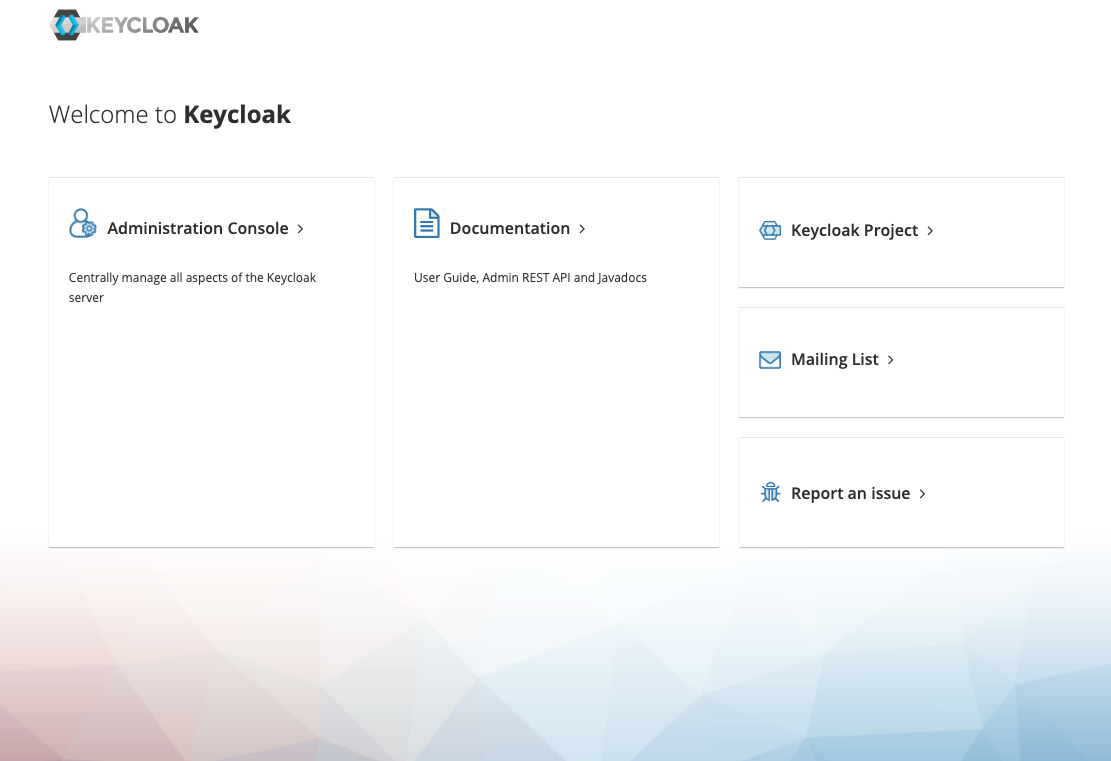 KEYCLOAK
Welcome to Keycloak
Administration Console
Centrally manage all aspects of the Keycloak
server
Documentation
User Guide, Admin REST API and Javadocs
Keycloak Project
Mailing List
Report an issue